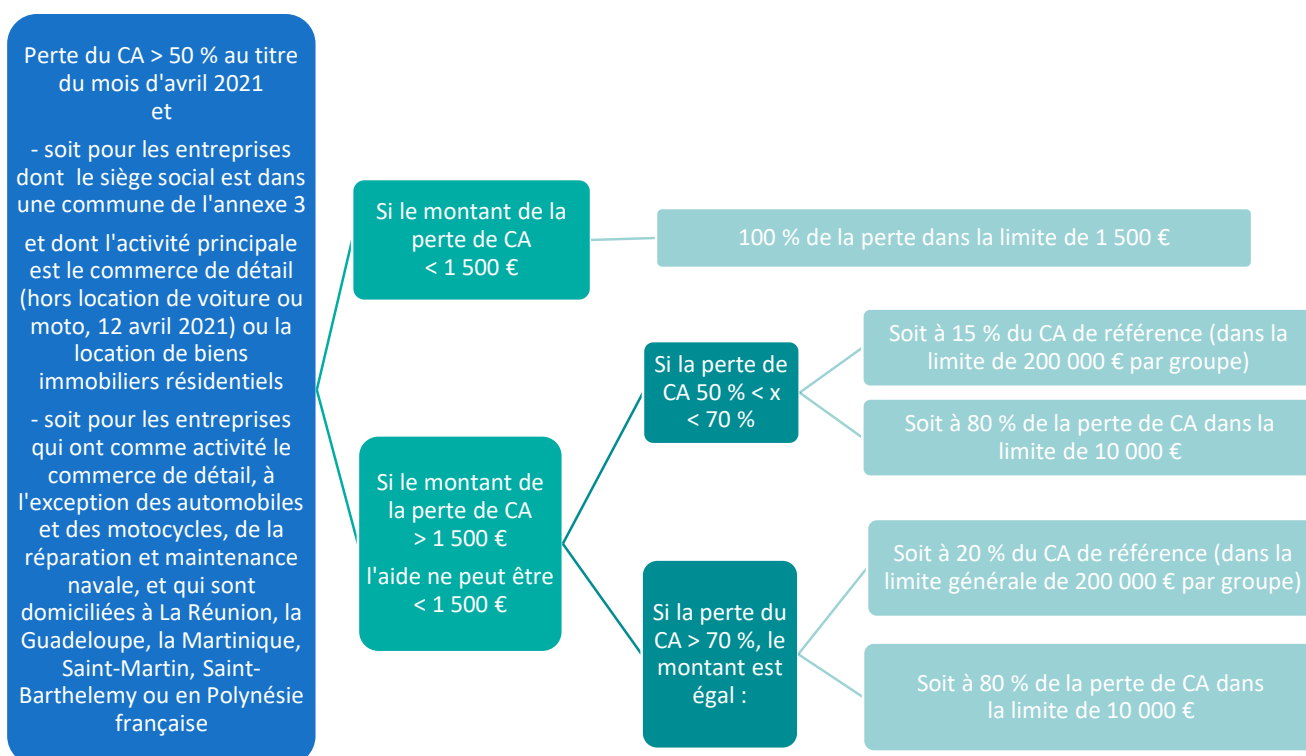 Perte du CA > 50 % au titre
du mois d'avril 2021
et
- soit pour les entreprises
dont le siège social est dans
une commune de l'annexe 3
et dont l'activité principale
est le commerce de détail
(hors location de voiture ou
moto, 12 avril 2021) ou la
location de biens
immobiliers résidentiels
- soit pour les entreprises
qui ont comme activité le
commerce de détail, à
l'exception des automobiles
et des motocycles, de la
réparation et maintenance
navale, et qui sont
domiciliées à La Réunion, la
Guadeloupe, la Martinique,
Saint-Martin, Saint-
Barthelemy ou en Polynésie
française
Si le montant de la
perte de CA
< 1 500 €
100 % de la perte dans la limite de 1 500 €
Si le montant de
la perte de CA
> 1 500 €
l'aide ne peut être
< 1 500 €
Si la perte de
CA 50 % < x
< 70 %
Soit à 15 % du CA de référence (dans la
limite de 200 000 € par groupe)
Soit à 80 % de la perte de CA dans la
limite de 10 000 €
Si la perte du
CA > 70 %, le
montant est
égal :
Soit à 20 % du CA de référence (dans la
limite générale de 200 000 € par groupe)
Soit à 80 % de la perte de CA dans
la limite de 10 000 €